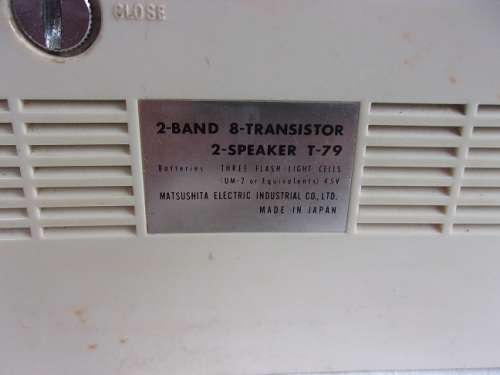 CLOSE
2-BAND 8-TRANSISTOR
2-SPEAKER T-79
Batteries THREE FLASH-LIGHT CELLS
(UM-2 or Equivalents) 4.5V
MATSUSHITA ELECTRIC INDUSTRIAL CO., LTD.
MADE IN JAPAN